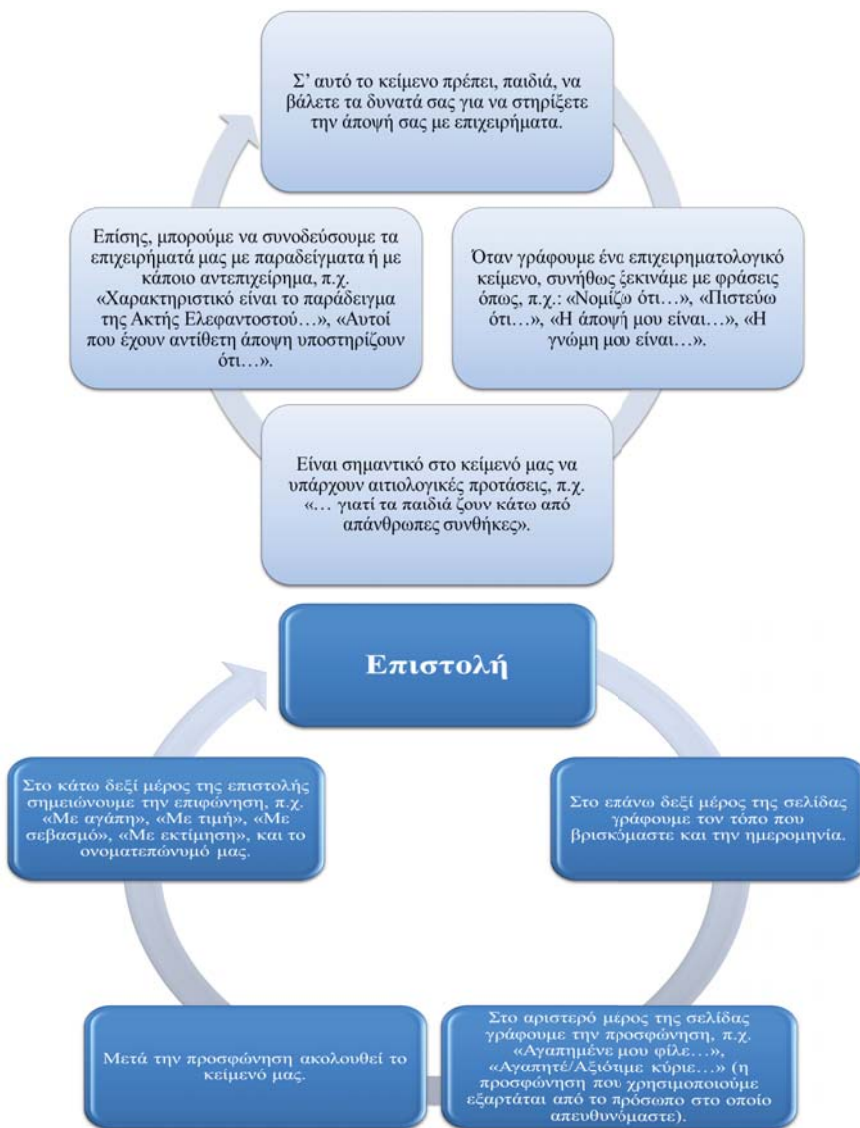 Σ’ αυτό το κείμενο πρέπει, παιδιά, να
βάλετε τα δυνατά σας για να στηρίξετε
την άποψή σας με επιχειρήματα.
Όταν γράφουμε ένα επιχειρηματολογικό
κείμενο, συνήθως ξεκινάμε με φράσεις
όπως, π.χ.: «Νομίζω ότι…», «Πιστεύω
ότι…», «Η άποψή μου είναι…», «Η
γνώμη μου είναι…».
Είναι σημαντικό στο κείμενό μας να
υπάρχουν αιτιολογικές προτάσεις, π.χ.
«… γιατί τα παιδιά ζουν κάτω από
απάνθρωπες συνθήκες».
Επίσης, μπορούμε να συνοδεύσουμε τα
επιχειρήματά μας με παραδείγματα ή με
κάποιο αντεπιχείρημα, π.χ.
«Χαρακτηριστικό είναι το παράδειγμα
της Ακτής Ελεφαντοστού…», «Αυτοί
που έχουν αντίθετη άποψη υποστηρίζουν
ότι…».
Επιστολή
Στο επάνω δεξί μέρος της σελίδας
γράφουμε τον τόπο που
βρισκόμαστε και την ημερομηνία.
Στο αριστερό μέρος της σελίδας
γράφουμε την προσφώνηση, π.χ.
«Αγαπημένε μου φίλε…»,
«Αγαπητέ/Αξιότιμε κύριε…» (η
προσφώνηση που χρησιμοποιούμε
εξαρτάται από το πρόσωπο στο οποίο
απευθυνόμαστε).
Μετά την προσφώνηση ακολουθεί το
κείμενό μας.
Στο κάτω δεξί μέρος της επιστολής
σημειώνουμε την επιφώνηση, π.χ.
«Με αγάπη», «Με τιμή», «Με
σεβασμό», «Με εκτίμηση», και το
ονοματεπώνυμό μας.